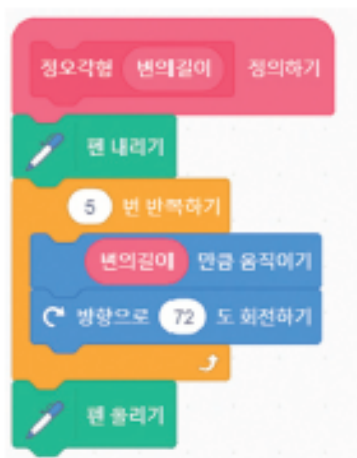 정오각형 변의길이 정의하기
펜 내리기
5 번 반복하기
변의길이 만큼 움직이기
방향으로 72 도 회전하기
펜 올리기